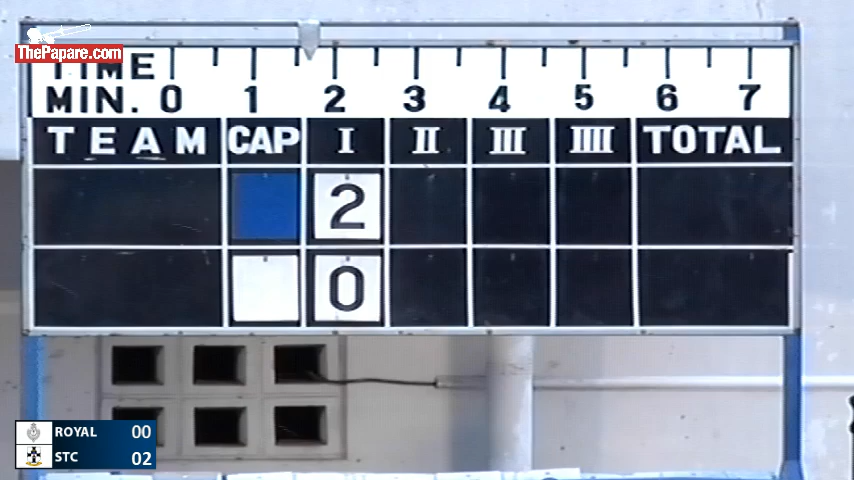 ThePapare.com
TIME
MIN. 0 1 2 3 4 5 6 7
TEAM CAP I II III IIII TOTAL
2
0
ROYAL 00
STC 02